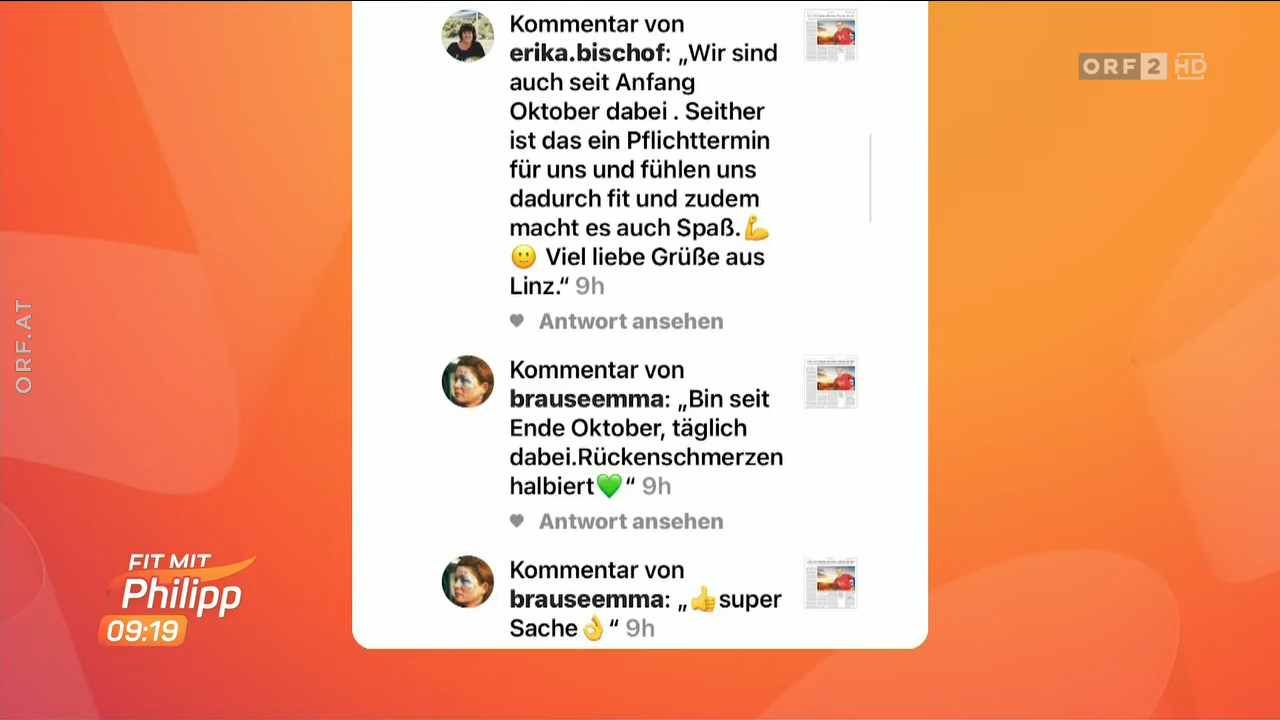 Kommentar von
erika.bischof: „Wir sind
auch seit Anfang
Oktober dabei . Seither
ist das ein Pflichttermin
für uns und fühlen uns
dadurch fit und zudem
macht es auch Spaß.💪
🙂 Viel liebe Grüße aus
Linz.“ 9h
Antwort ansehen
Kommentar von
brauseemma: „Bin seit
Ende Oktober, täglich
dabei.Rückenschmerzen
halbiert💚“ 9h
Antwort ansehen
Kommentar von
brauseemma: „👍super
Sache👌“ 9h
ORF 2 HD
ORF.AT
FIT MIT
Philipp
09:19